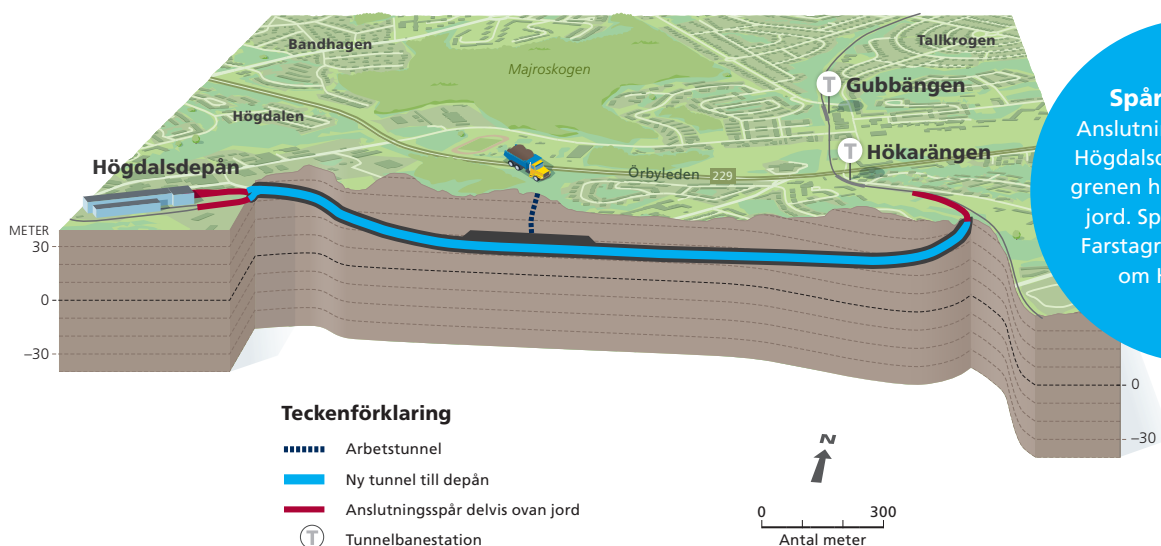 Bandhagen
Majroskogen
Tallkrogen
T Gubbängen
Högdalen
T Hökarängen
Högdalsdepån
Örbyleden 229
Spår
Anslutni
Högdalsd
grenen h
jord. Sp
Farstagr
om H
METER
30
0
–30
0
–30
Teckenförklaring
Arbetstunnel
Ny tunnel till depån
Anslutningsspår delvis ovan jord
T Tunnelbanestation
N
0 300
Antal meter